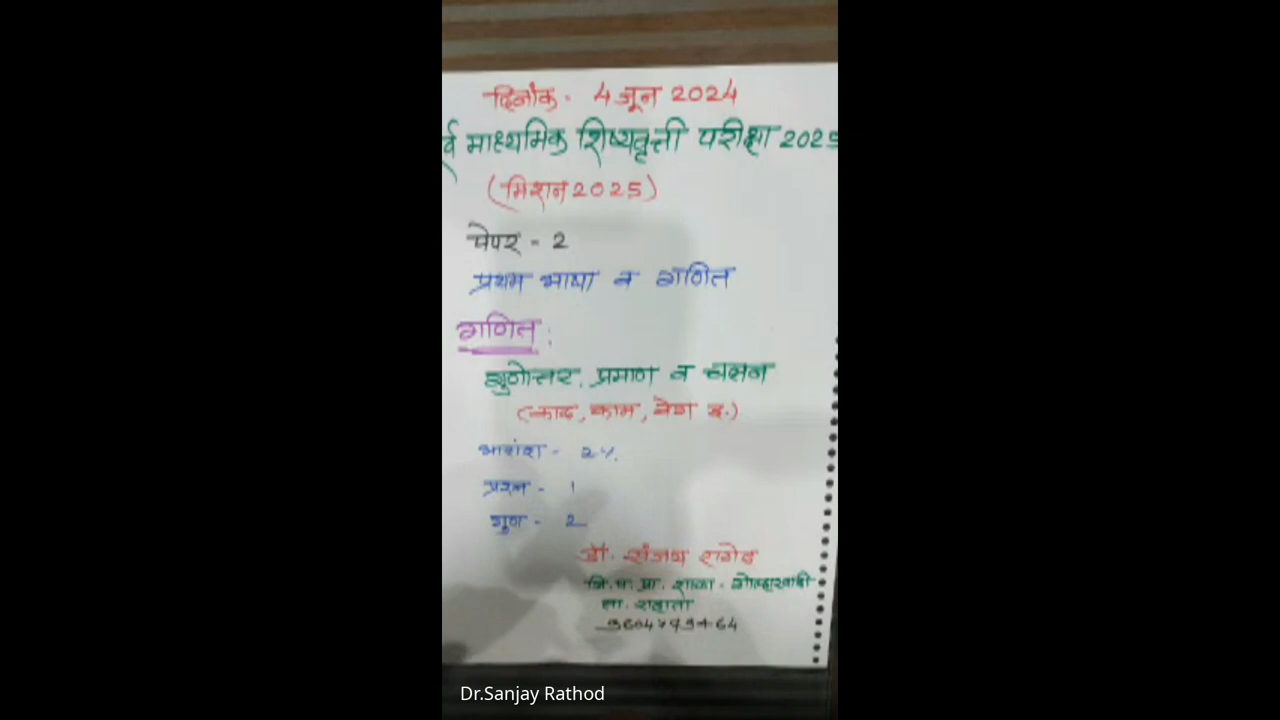 दिनांक - 4 जून 2024
र्व माध्यमिक शिष्यवृत्ती परीक्षा 2025
(मिशन 2025)
पेपर - 2
प्रथम भाषा व गणित
गणित :
गुणोत्तर, प्रमाण व चलन
(काळ, काम, वेग इ.)
भारांश - 2%
प्रश्न - 1
गुण - 2
डॉ. संजय राठोड
जि. प. प्रा. शाळा -
ता. राहाता
Dr.Sanjay Rathod